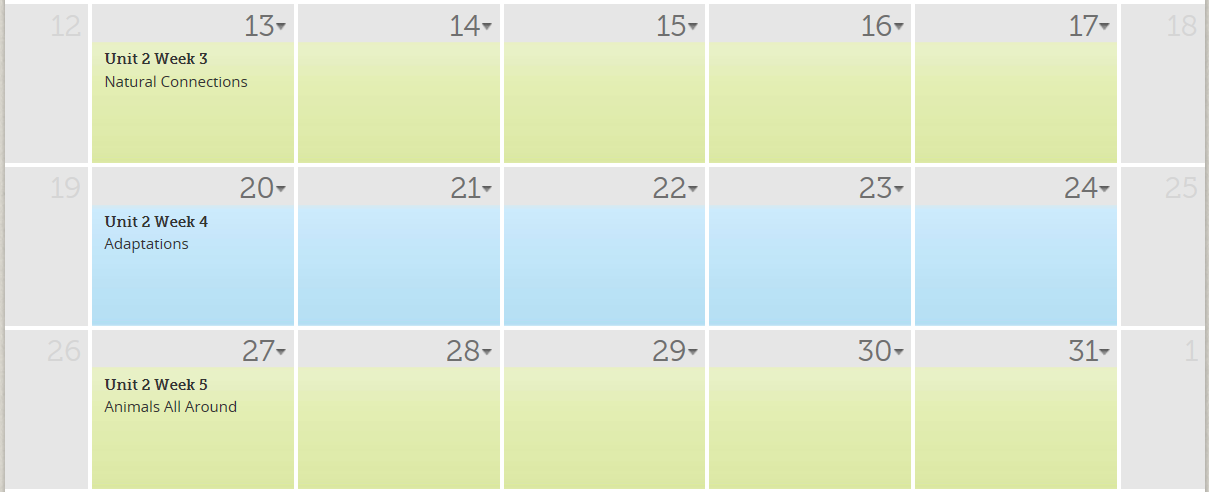 12 13 14 15 16 17 18
Unit 2 Week 3
Natural Connections
19 20 21 22 23 24 25
Unit 2 Week 4
Adaptations
26 27 28 29 30 31 1
Unit 2 Week 5
Animals All Around